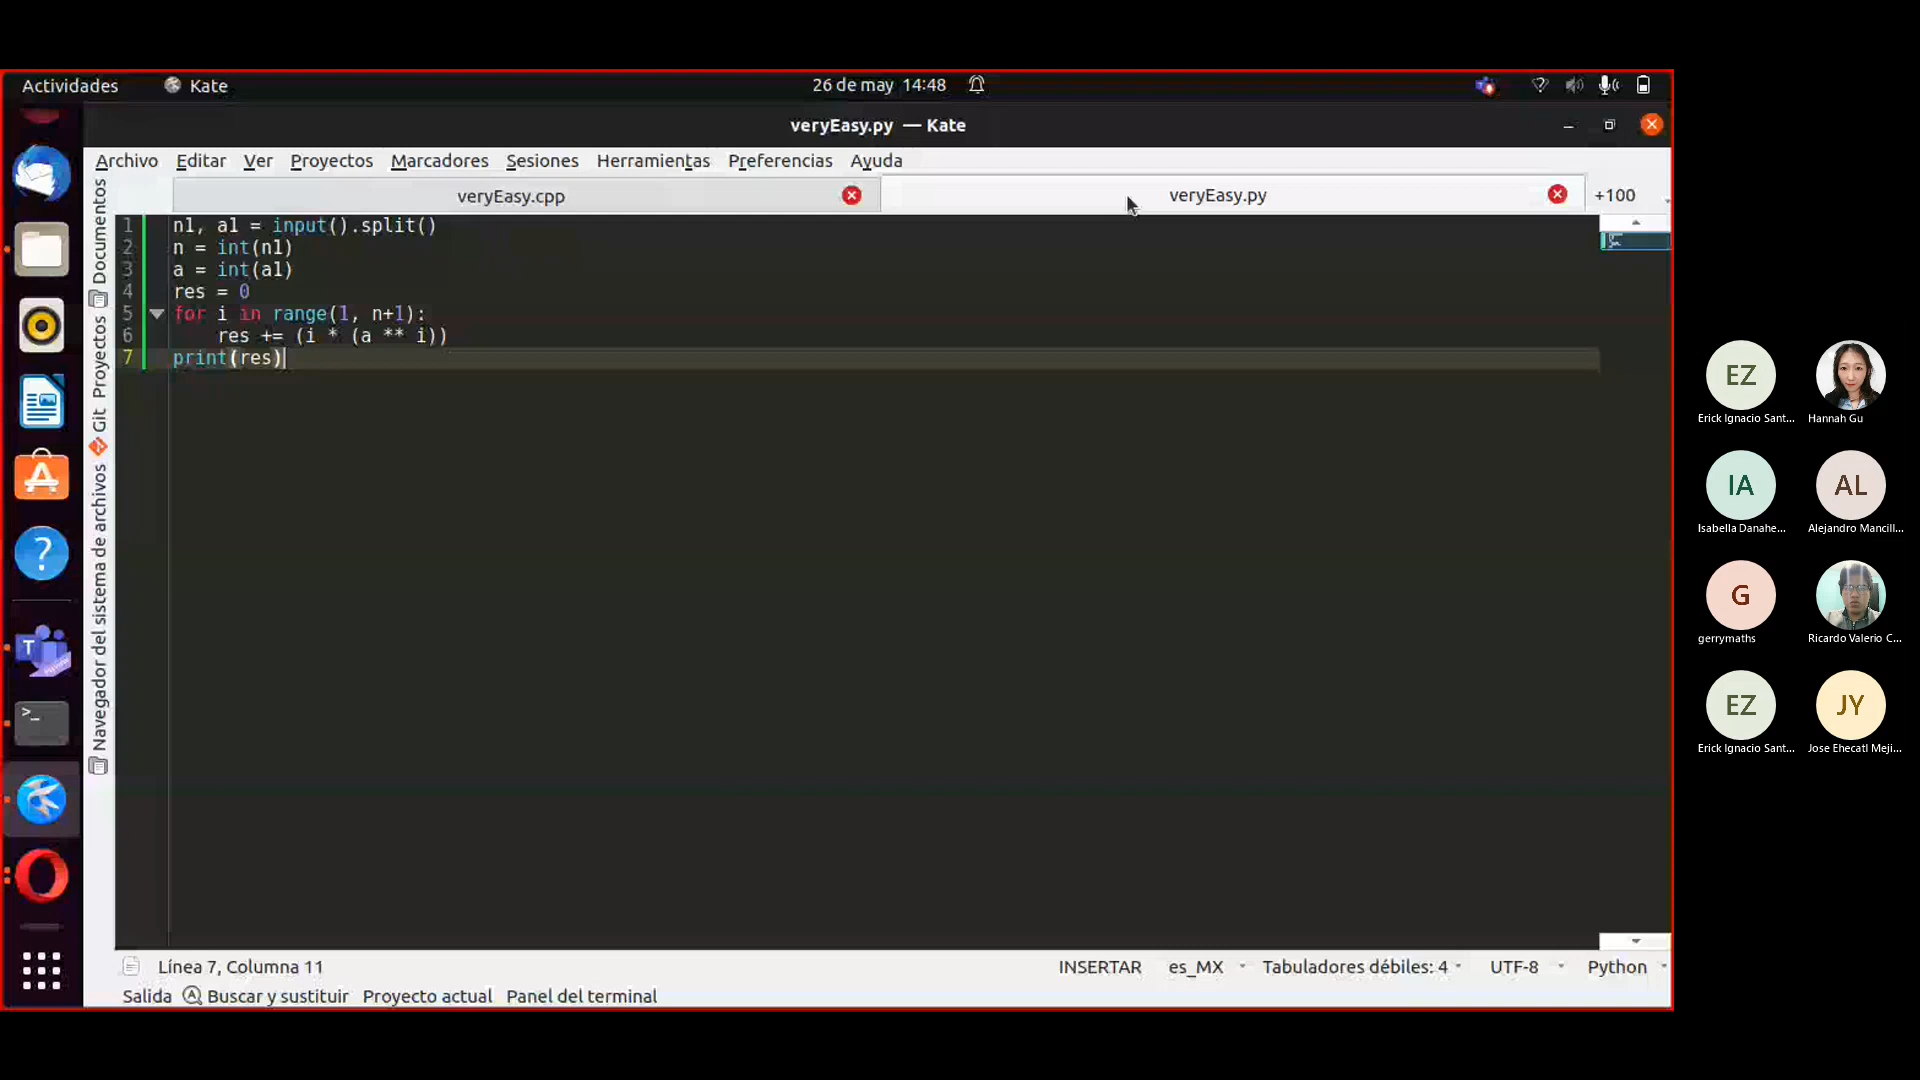 Actividades
Kate
26 de may 14:48
veryEasy.py — Kate
Archivo Editar Ver Proyectos Marcadores Sesiones Herramientas Preferencias Ayuda
veryEasy.cpp
veryEasy.py
+100
Documentos
Proyectos
Git
Navegador del sistema de archivos
1 n1, a1 = input().split()
2 n = int(n1)
3 a = int(a1)
4 res = 0
5 for i in range(1, n+1):
6     res += (i * (a ** i))
7 print(res)
Línea 7, Columna 11
INSERTAR
es_MX
Tabuladores débiles: 4
UTF-8
Python
Salida
Buscar y sustituir
Proyecto actual
Panel del terminal
EZ
Erick Ignacio Sant...
Hannah Gu
IA
Isabella Danahe...
AL
Alejandro Mancill...
G
gerrymaths
Ricardo Valerio C...
EZ
Erick Ignacio Sant...
JY
Jose Ehecatl Meji...